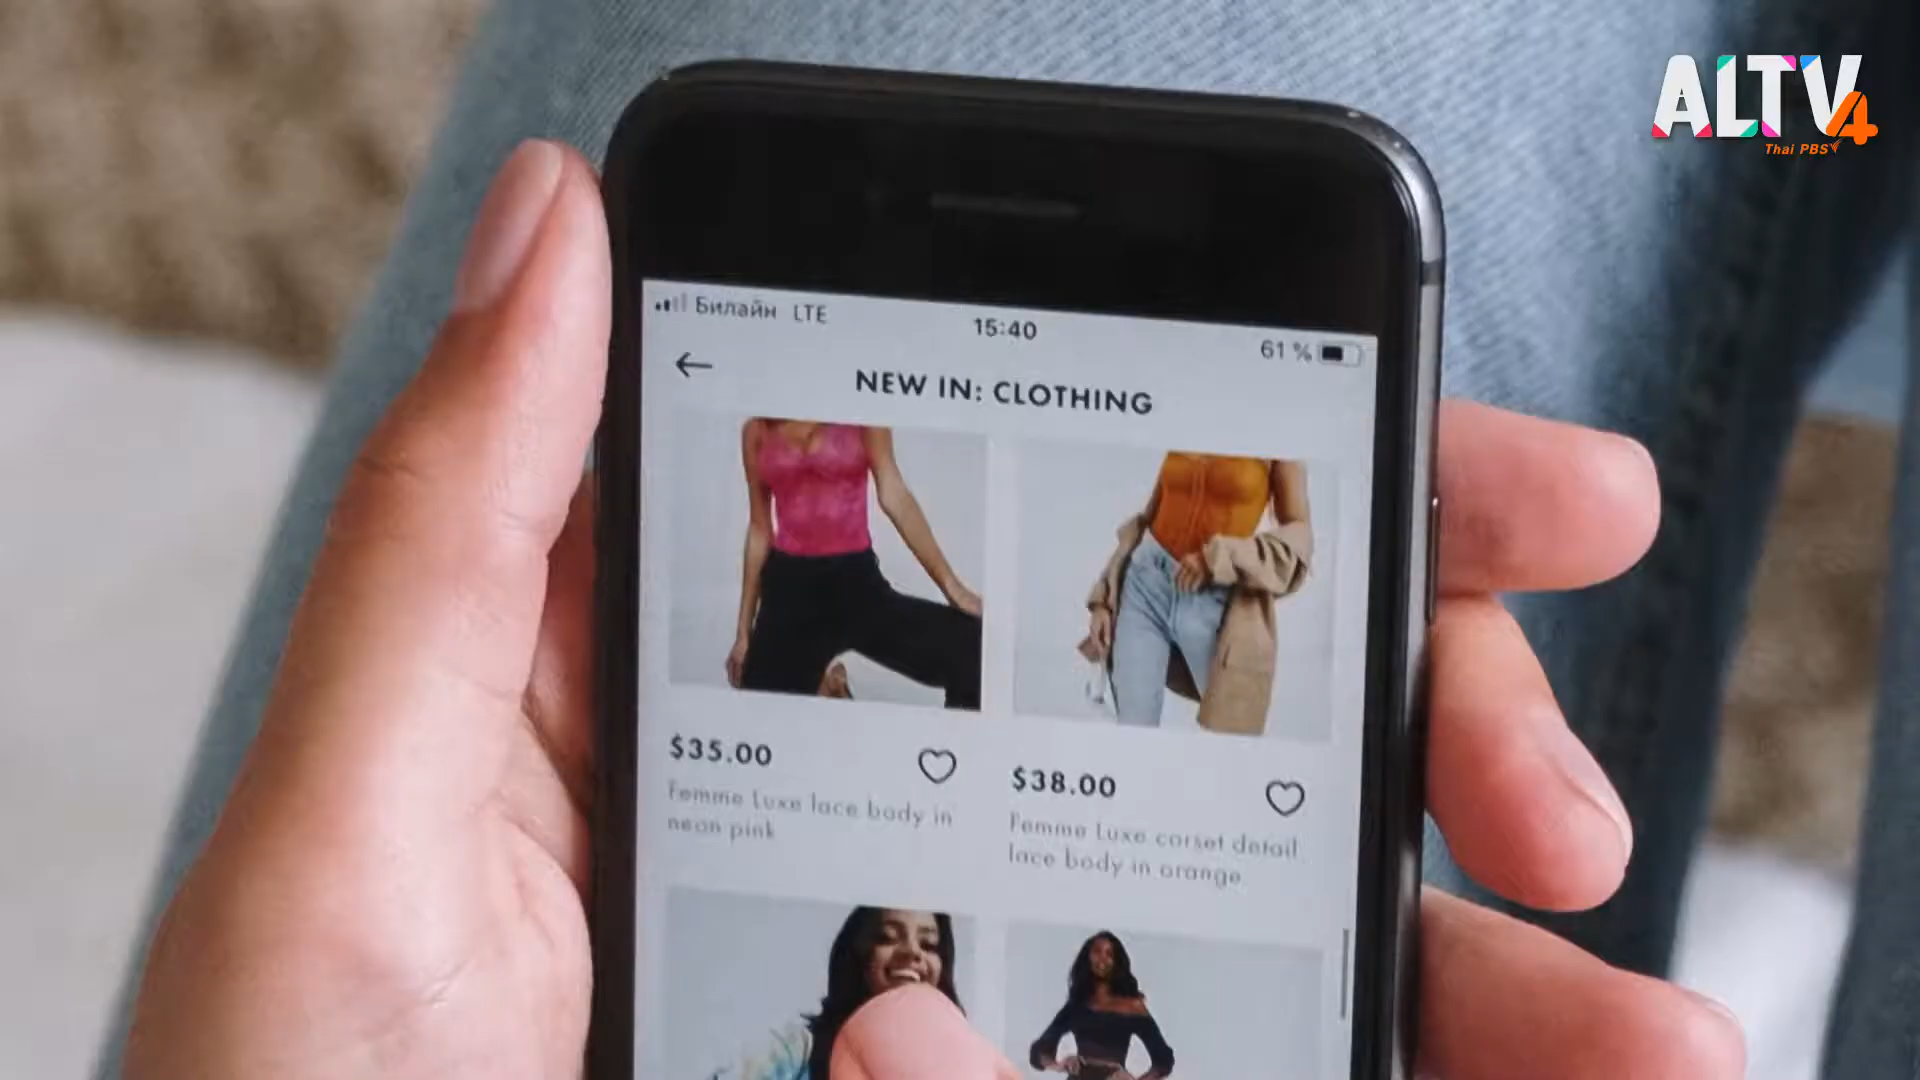 ALTV4
Thai PBS
Билайн LTE
15:40
61 %
NEW IN: CLOTHING
$35.00
Femme Luxe lace body in
neon pink
$38.00
Femme Luxe corset detail
lace body in orange